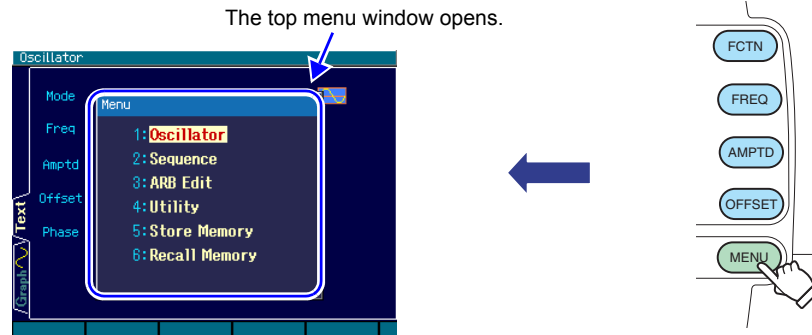 The top menu window opens.
Oscillator
Mode
Freq
Amptd
Offset
Phase
Text
Graph
Menu
1:Oscillator
2:Sequence
3:ARB Edit
4:Utility
5:Store Memory
6:Recall Memory
FCTN
FREQ
AMPTD
OFFSET
MENU